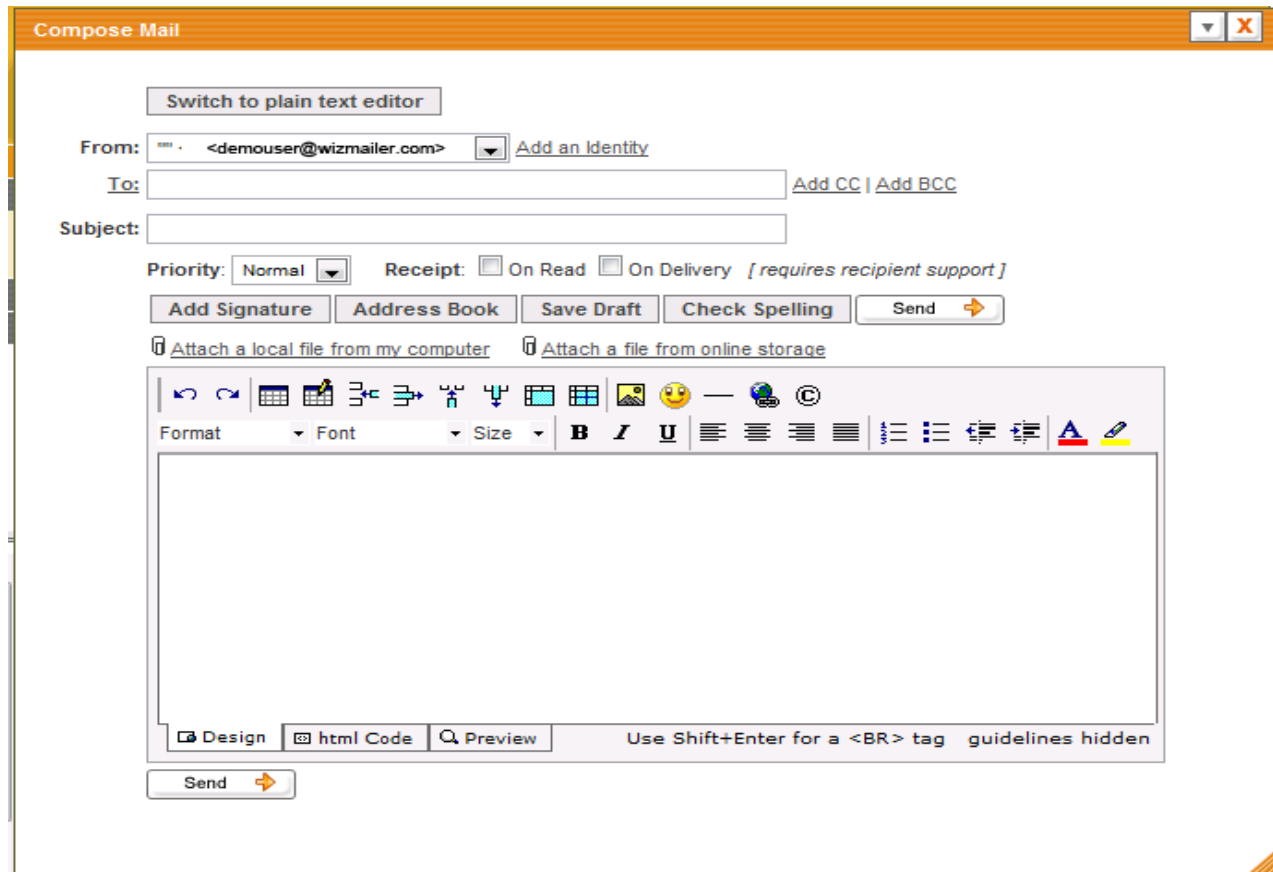 Compose Mail
X
Switch to plain text editor
From: <demouser@wizmailer.com> Add an Identity
To: Add CC | Add BCC
Subject:
Priority: Normal Receipt: On Read On Delivery [ requires recipient support ]
Add Signature Address Book Save Draft Check Spelling Send
Attach a local file from my computer Attach a file from online storage
©
Format Font Size B I U A
Design html Code Preview Use Shift+Enter for a <BR> tag guidelines hidden
Send